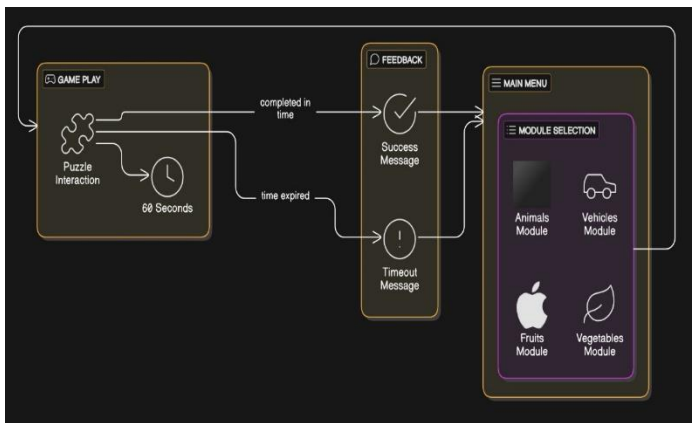 GAME PLAY
Puzzle
Interaction
60 Seconds
completed in
time
time expired
FEEDBACK
Success
Message
Timeout
Message
MAIN MENU
MODULE SELECTION
Animals
Module
Vehicles
Module
Fruits
Module
Vegetables
Module